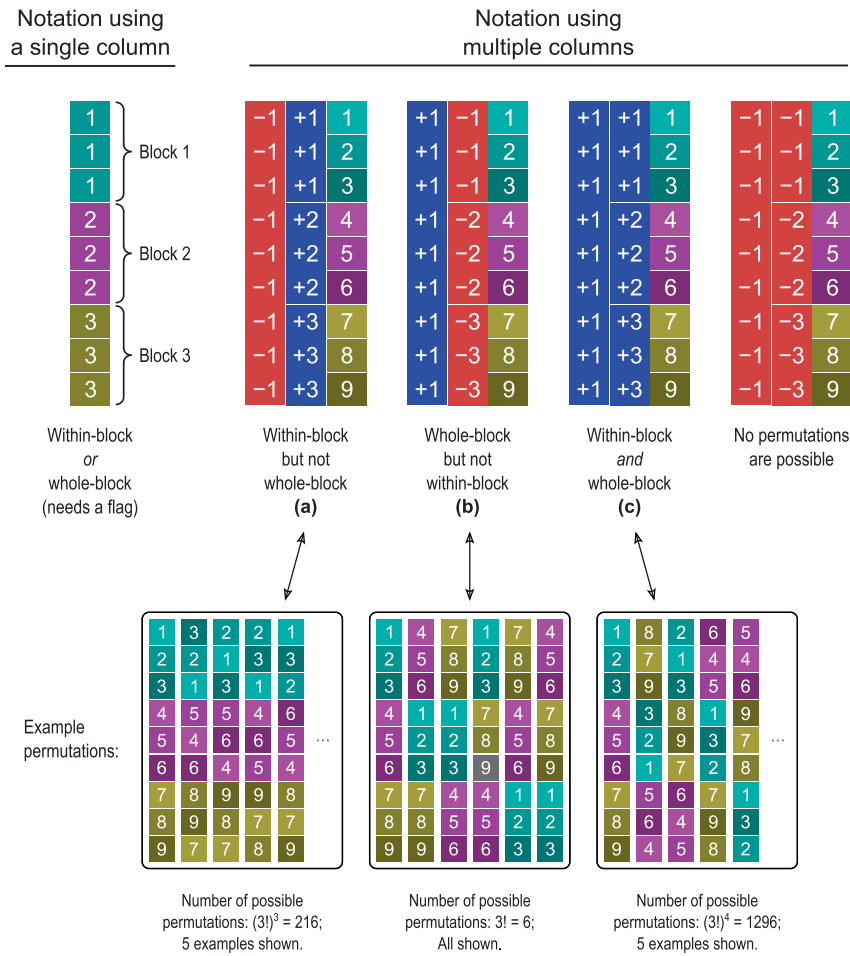 Notation using
a single column
Notation using
multiple columns
1
1
1
2
2
2
3
3
3
Block 1
Block 2
Block 3
−1 +1 1
−1 +1 2
−1 +1 3
−1 +2 4
−1 +2 5
−1 +2 6
−1 +3 7
−1 +3 8
−1 +3 9
+1 −1 1
+1 −1 2
+1 −1 3
+1 −2 4
+1 −2 5
+1 −2 6
+1 −3 7
+1 −3 8
+1 −3 9
+1 +1 1
+1 +1 2
+1 +1 3
+1 +2 4
+1 +2 5
+1 +2 6
+1 +3 7
+1 +3 8
+1 +3 9
−1 −1 1
−1 −1 2
−1 −1 3
−1 −2 4
−1 −2 5
−1 −2 6
−1 −3 7
−1 −3 8
−1 −3 9
Within-block
or
whole-block
(needs a flag)
Within-block
but not
whole-block
(a)
Whole-block
but not
within-block
(b)
Within-block
and
whole-block
(c)
No permutations
are possible
Example
permutations:
1 3 2 2 1
2 2 1 3 3
3 1 3 1 2
4 5 5 4 6
5 4 6 6 5 ...
6 6 4 5 4
7 8 9 9 8
8 9 8 7 7
9 7 7 8 9
1 4 7 1 7 4
2 5 8 2 8 5
3 6 9 3 9 6
4 1 1 7 4 7
5 2 2 8 5 8
6 3 3 9 6 9
7 7 4 4 1 1
8 8 5 5 2 2
9 9 6 6 3 3
1 8 2 6 5
2 7 1 4 4
3 9 3 5 6
4 3 8 1 9
5 2 9 3 7 ...
6 1 7 2 8
7 5 6 7 1
8 6 4 9 3
9 4 5 8 2
Number of possible
permutations: (3!)³ = 216;
5 examples shown.
Number of possible
permutations: 3! = 6;
All shown.
Number of possible
permutations: (3!)⁴ = 1296;
5 examples shown.